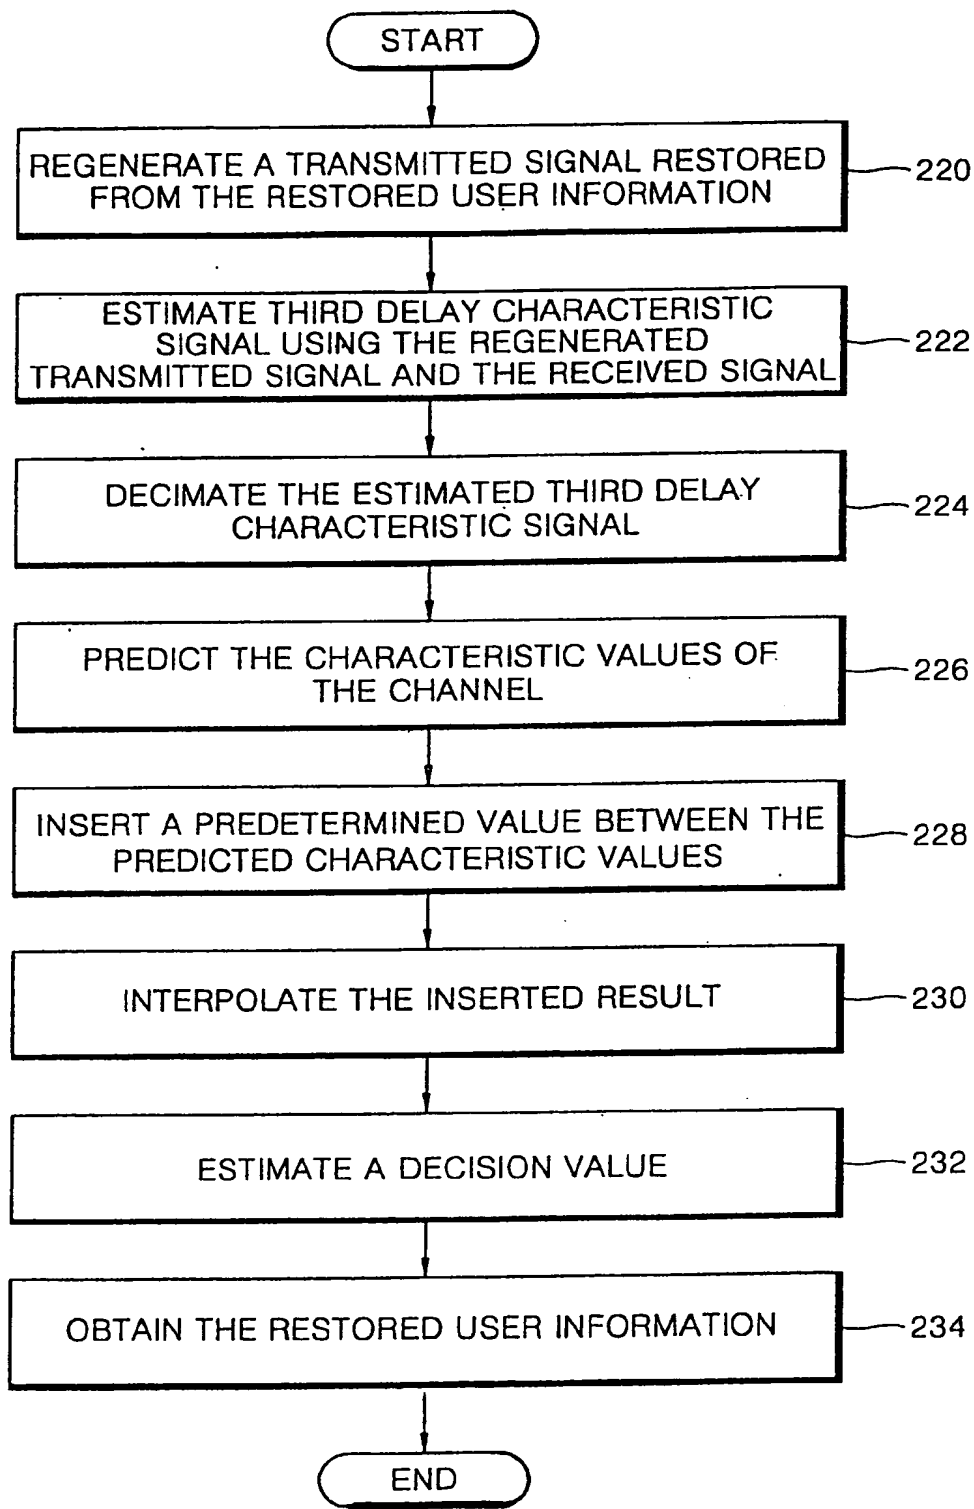 START
REGENERATE A TRANSMITTED SIGNAL RESTORED
FROM THE RESTORED USER INFORMATION
220
ESTIMATE THIRD DELAY CHARACTERISTIC
SIGNAL USING THE REGENERATED
TRANSMITTED SIGNAL AND THE RECEIVED SIGNAL
222
DECIMATE THE ESTIMATED THIRD DELAY
CHARACTERISTIC SIGNAL
224
PREDICT THE CHARACTERISTIC VALUES OF
THE CHANNEL
226
INSERT A PREDETERMINED VALUE BETWEEN THE
PREDICTED CHARACTERISTIC VALUES
228
INTERPOLATE THE INSERTED RESULT
230
ESTIMATE A DECISION VALUE
232
OBTAIN THE RESTORED USER INFORMATION
234
END